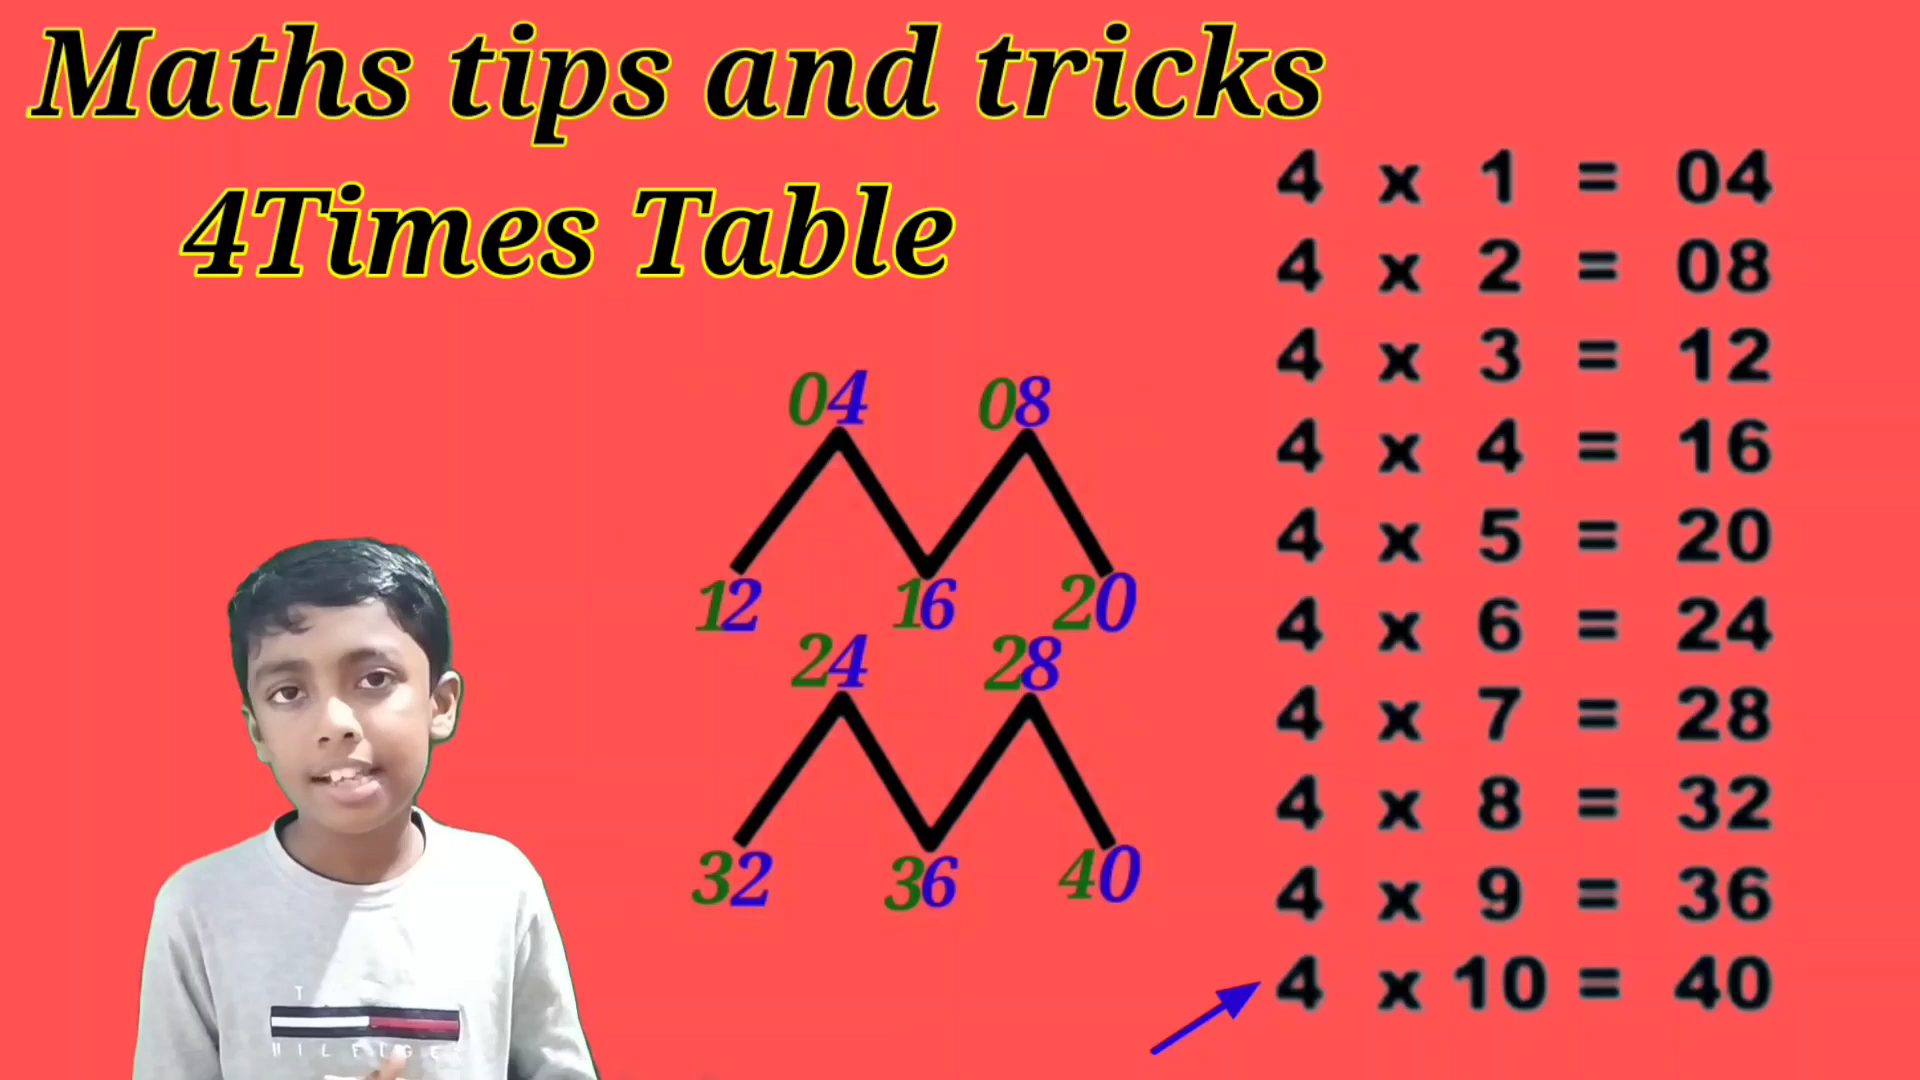 Maths tips and tricks
4Times Table
04 08
12 16 20
24 28
32 36 40
4 x 1 = 04
4 x 2 = 08
4 x 3 = 12
4 x 4 = 16
4 x 5 = 20
4 x 6 = 24
4 x 7 = 28
4 x 8 = 32
4 x 9 = 36
4 x 10 = 40